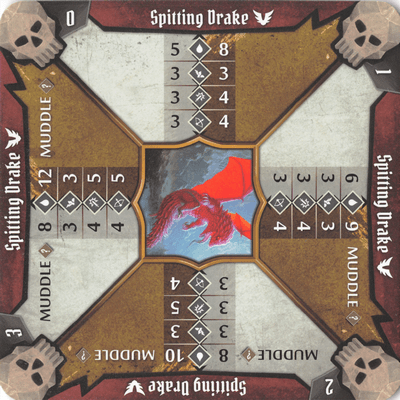 0
Spitting Drake
5 8
3 3
3 4
3 4
1
Spitting Drake
6 9
3 3
3 4
3 4
MUDDLE
2
Spitting Drake
MUDDLE 8 10 MUDDLE
3 3
3 5
3 4
3
Spitting Drake
MUDDLE 8 12 MUDDLE
3 3
4 5
4 5